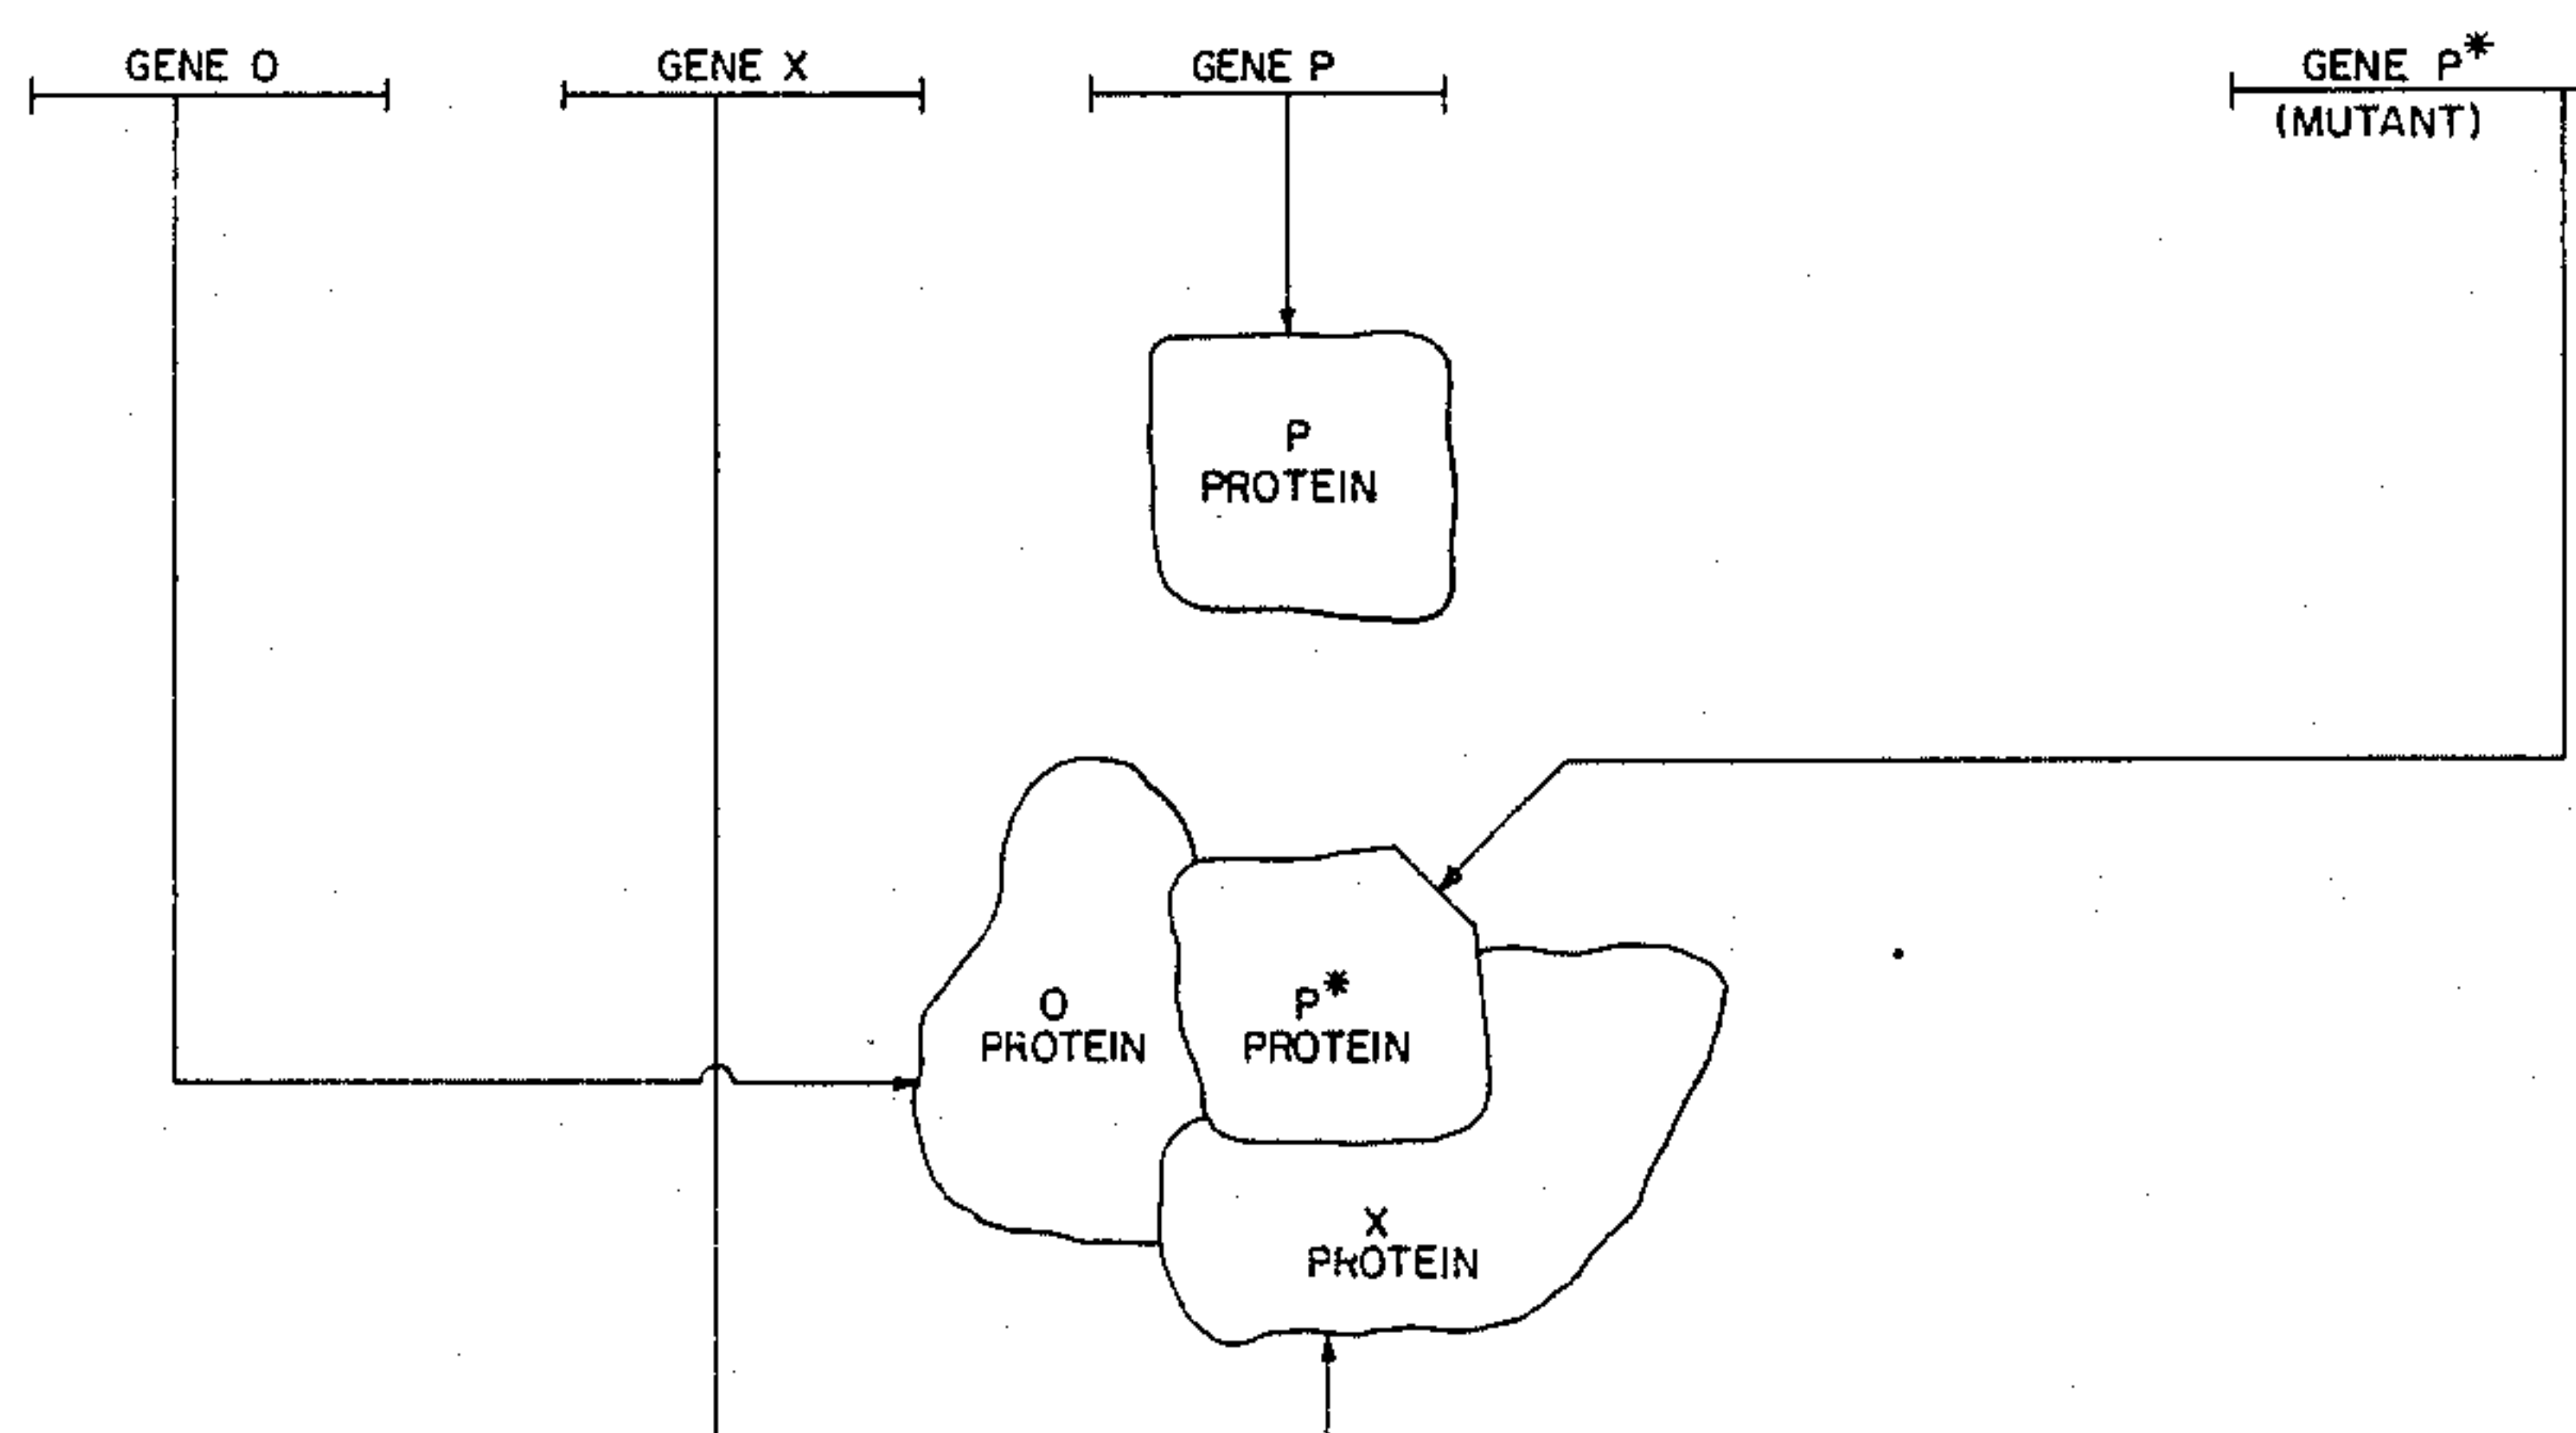 GENE O
GENE X
GENE P
GENE P*
(MUTANT)
P
PROTEIN
O
PROTEIN
P*
PROTEIN
X
PROTEIN